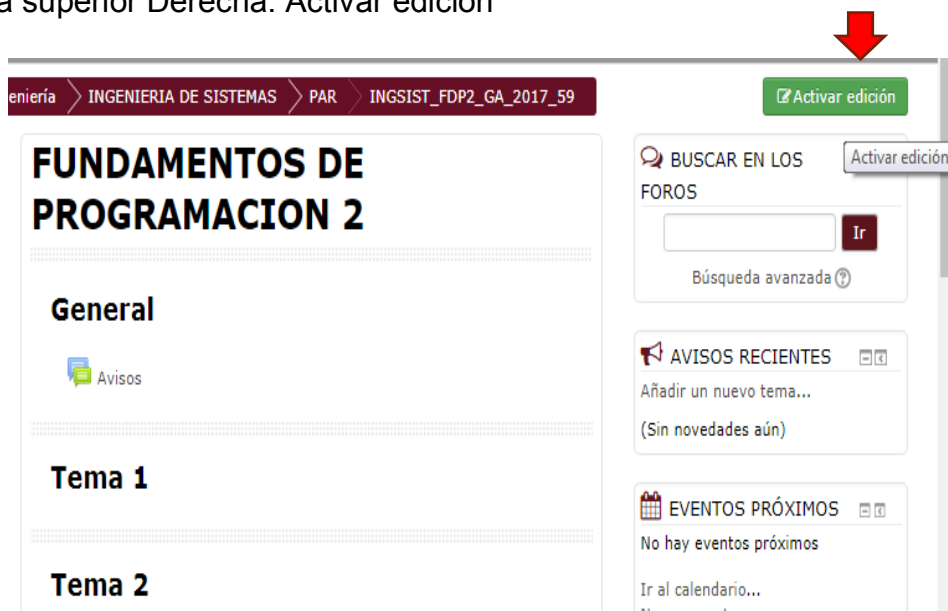 a superior Derecha: Activar edición
eniería INGENIERIA DE SISTEMAS PAR INGSIST_FDP2_GA_2017_59
Activar edición
Activar edición
FUNDAMENTOS DE
PROGRAMACION 2
General
Avisos
Tema 1
Tema 2
BUSCAR EN LOS
FOROS
Ir
Búsqueda avanzada
AVISOS RECIENTES
Añadir un nuevo tema...
(Sin novedades aún)
EVENTOS PRÓXIMOS
No hay eventos próximos
Ir al calendario...